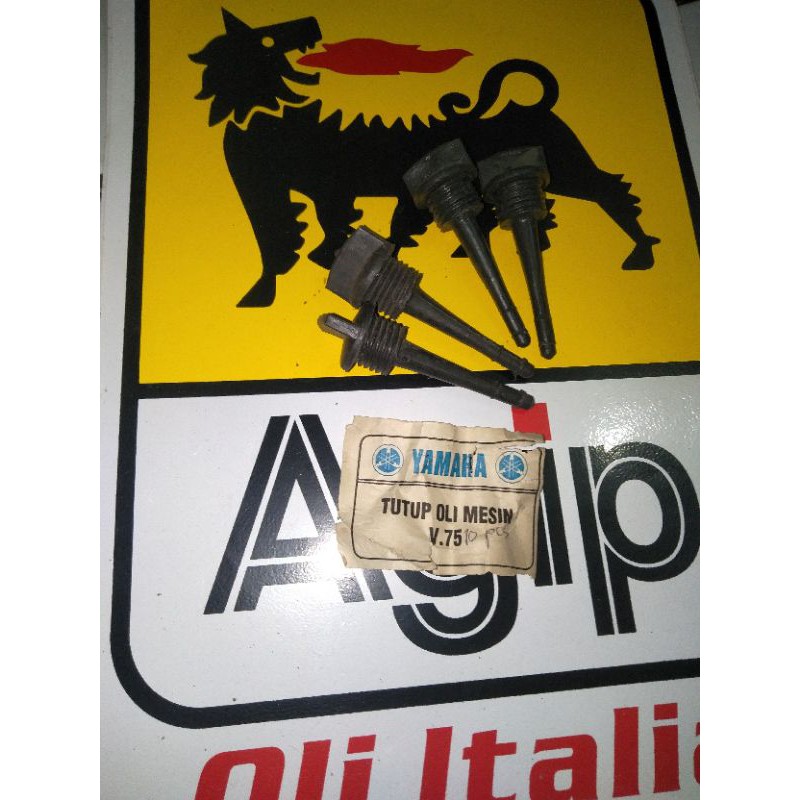 Agip
YAMAHA
TUTUP OLI MESIN
V.75 10 pcs
Oli Italia